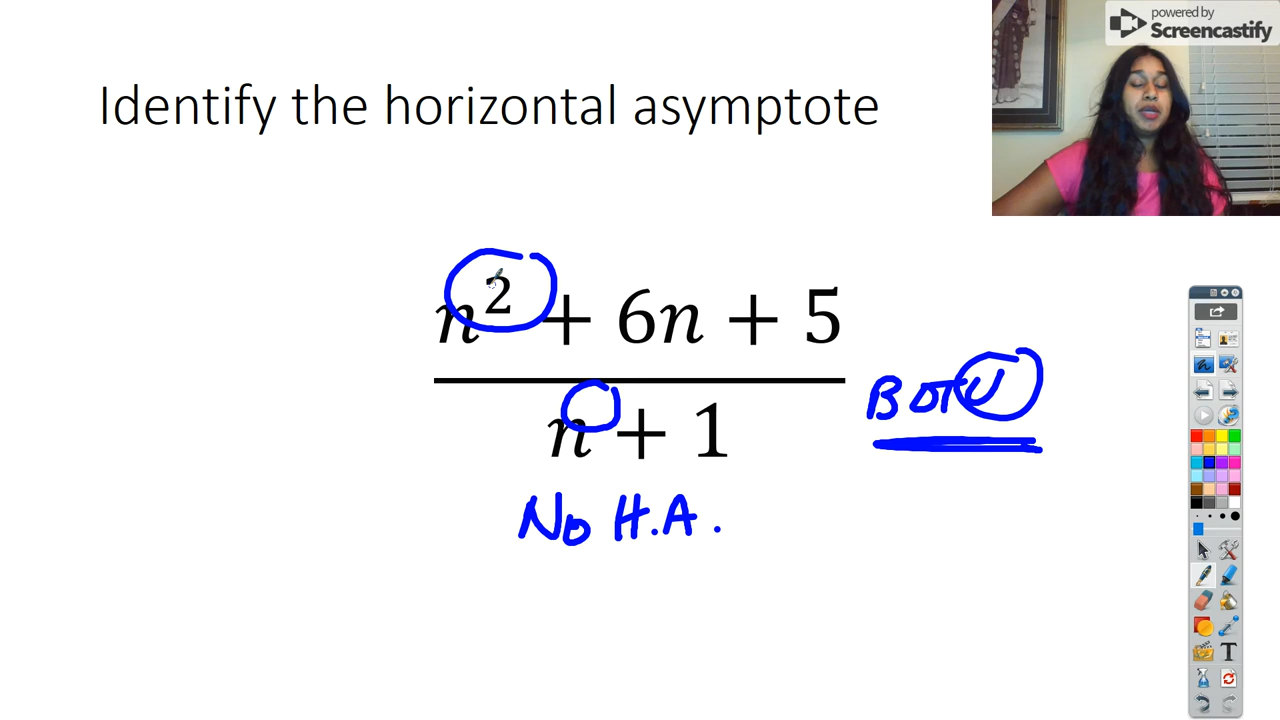 powered by
Screencastify
Identify the horizontal asymptote
n² + 6n + 5
n + 1
BOTU
No H.A.
T